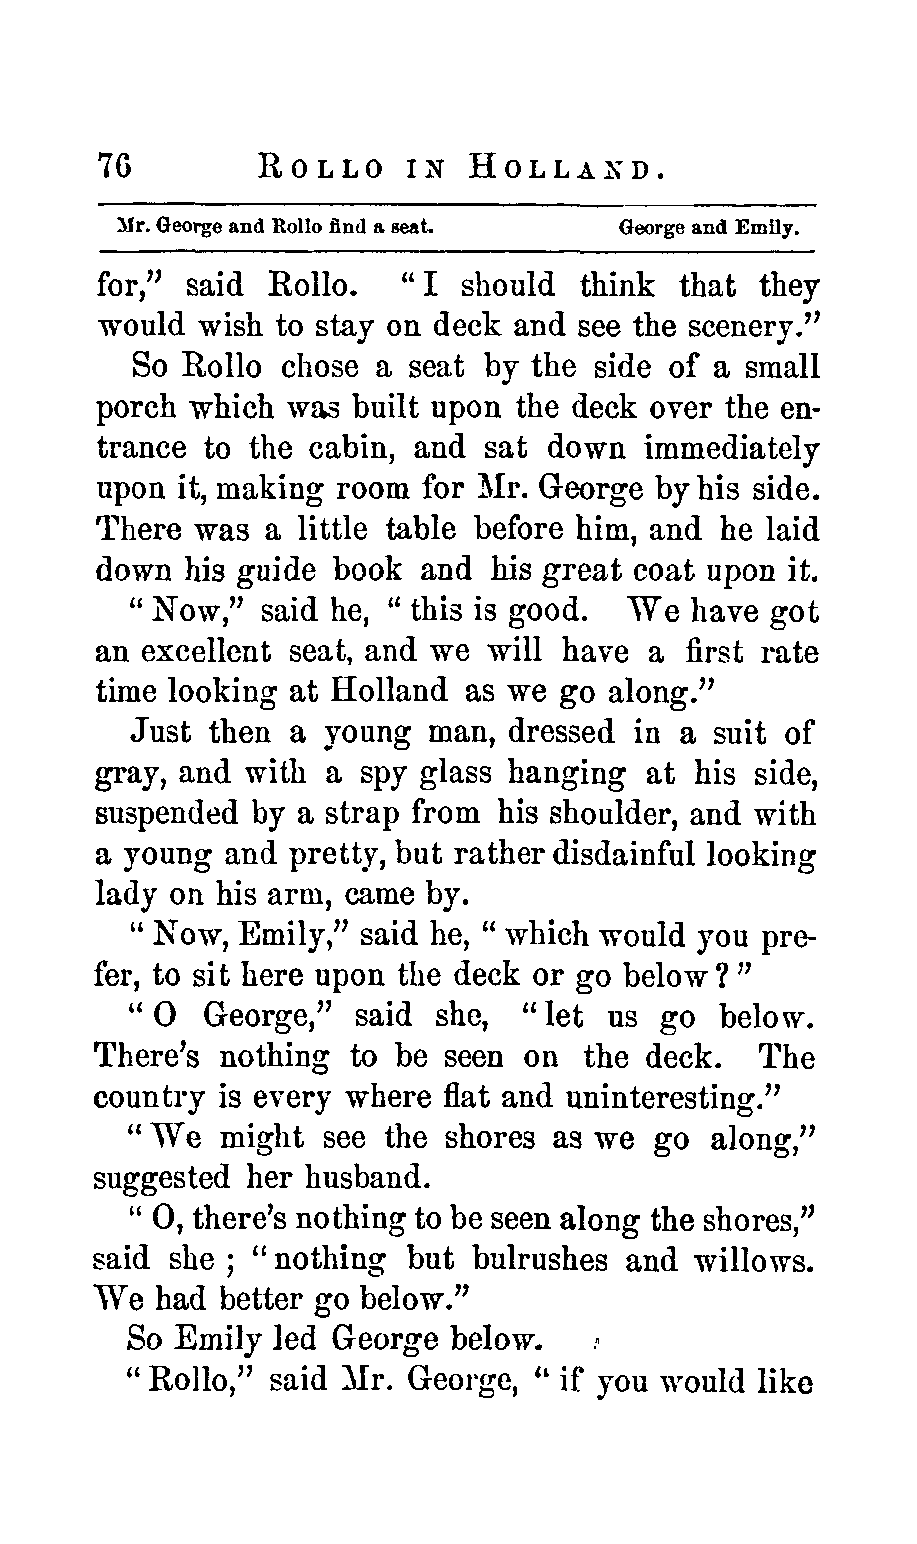 76 ROLLO IN HOLLAND.
Mr. George and Rollo find a seat. George and Emily.
for,” said Rollo. “I should think that they
would wish to stay on deck and see the scenery.”
So Rollo chose a seat by the side of a small
porch which was built upon the deck over the en-
trance to the cabin, and sat down immediately
upon it, making room for Mr. George by his side.
There was a little table before him, and he laid
down his guide book and his great coat upon it.
“Now,” said he, “this is good. We have got
an excellent seat, and we will have a first rate
time looking at Holland as we go along.”
Just then a young man, dressed in a suit of
gray, and with a spy glass hanging at his side,
suspended by a strap from his shoulder, and with
a young and pretty, but rather disdainful looking
lady on his arm, came by.
“Now, Emily,” said he, “which would you pre-
fer, to sit here upon the deck or go below?”
“O George,” said she, “let us go below.
There’s nothing to be seen on the deck. The
country is every where flat and uninteresting.”
“We might see the shores as we go along,”
suggested her husband.
“O, there’s nothing to be seen along the shores,”
said she; “nothing but bulrushes and willows.
We had better go below.”
So Emily led George below.
“Rollo,” said Mr. George, “if you would like